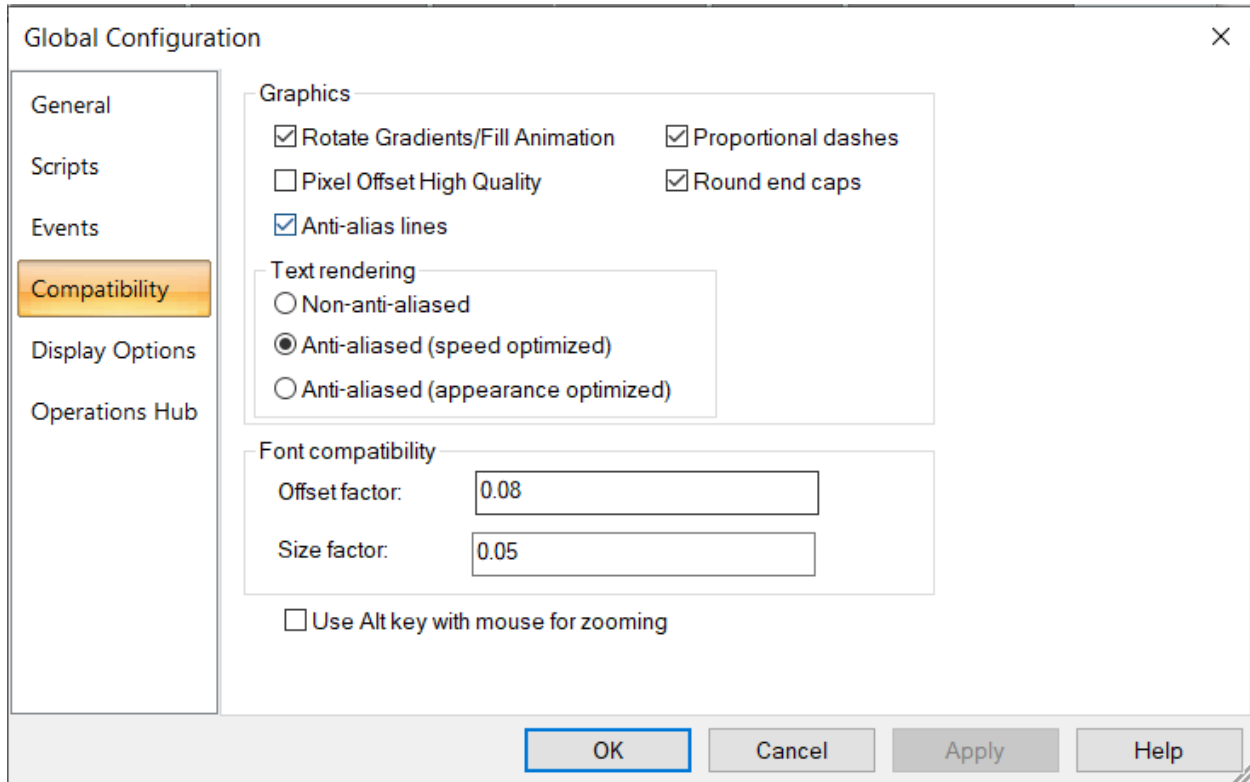 Global Configuration
General
Scripts
Events
Compatibility
Display Options
Operations Hub
Graphics
Rotate Gradients/Fill Animation
Proportional dashes
Pixel Offset High Quality
Round end caps
Anti-alias lines
Text rendering
Non-anti-aliased
Anti-aliased (speed optimized)
Anti-aliased (appearance optimized)
Font compatibility
Offset factor: 0.08
Size factor: 0.05
Use Alt key with mouse for zooming
OK Cancel Apply Help